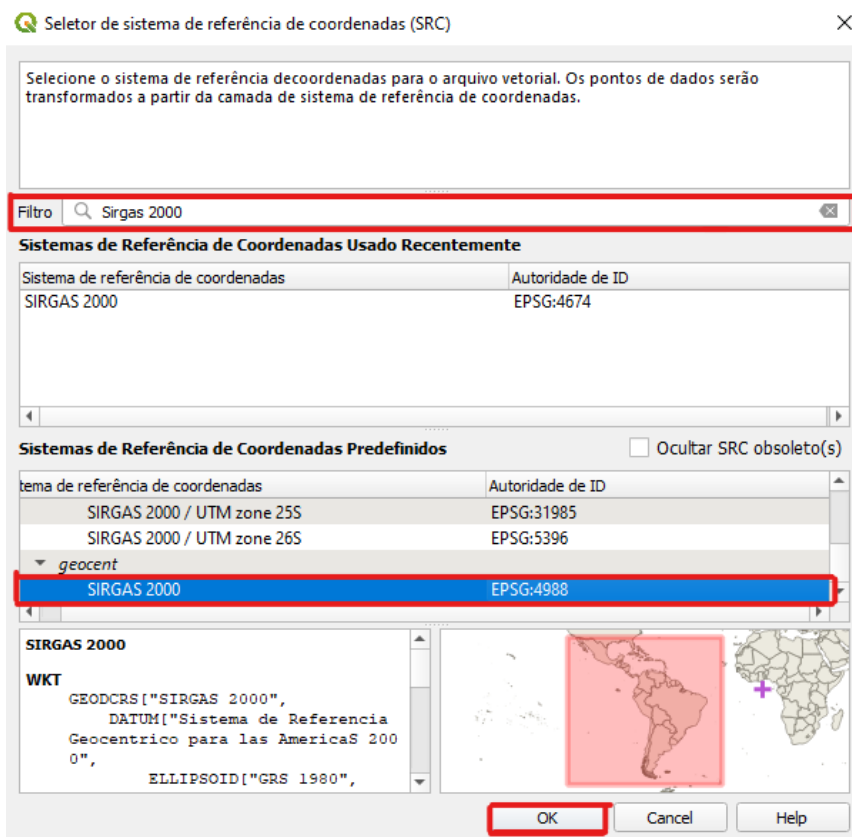 Seletor de sistema de referência de coordenadas (SRC)
Selecione o sistema de referência decoordenadas para o arquivo vetorial. Os pontos de dados serão
transformados a partir da camada de sistema de referência de coordenadas.
Filtro Sirgas 2000
Sistemas de Referência de Coordenadas Usado Recentemente
Sistema de referência de coordenadas Autoridade de ID
SIRGAS 2000 EPSG:4674
Sistemas de Referência de Coordenadas Predefinidos Ocultar SRC obsoleto(s)
tema de referência de coordenadas Autoridade de ID
SIRGAS 2000 / UTM zone 25S EPSG:31985
SIRGAS 2000 / UTM zone 26S EPSG:5396
geocent
SIRGAS 2000 EPSG:4988
SIRGAS 2000
WKT
GEODCRS["SIRGAS 2000",
DATUM["Sistema de Referencia
Geocentrico para las AmericaS 200
0",
ELLIPSOID["GRS 1980",
OK Cancel Help